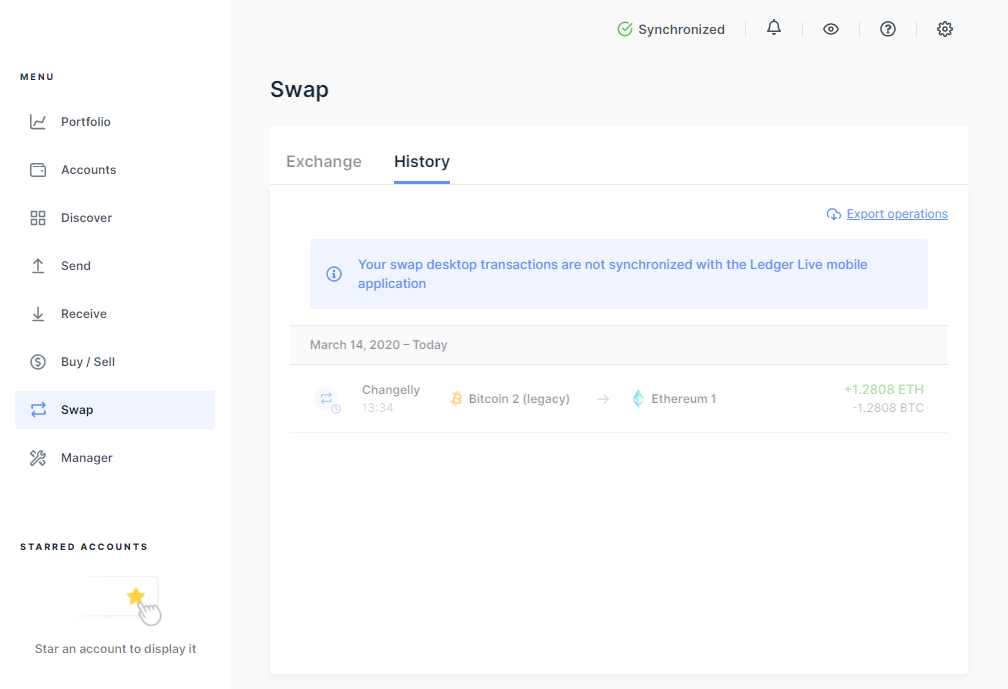 Synchronized
MENU
Portfolio
Accounts
Discover
Send
Receive
Buy / Sell
Swap
Manager
STARRED ACCOUNTS
Star an account to display it
Swap
Exchange History
Export operations
Your swap desktop transactions are not synchronized with the Ledger Live mobile
application
March 14, 2020 – Today
Changelly
13:34
Bitcoin 2 (legacy) → Ethereum 1
+1.2808 ETH
-1.2808 BTC